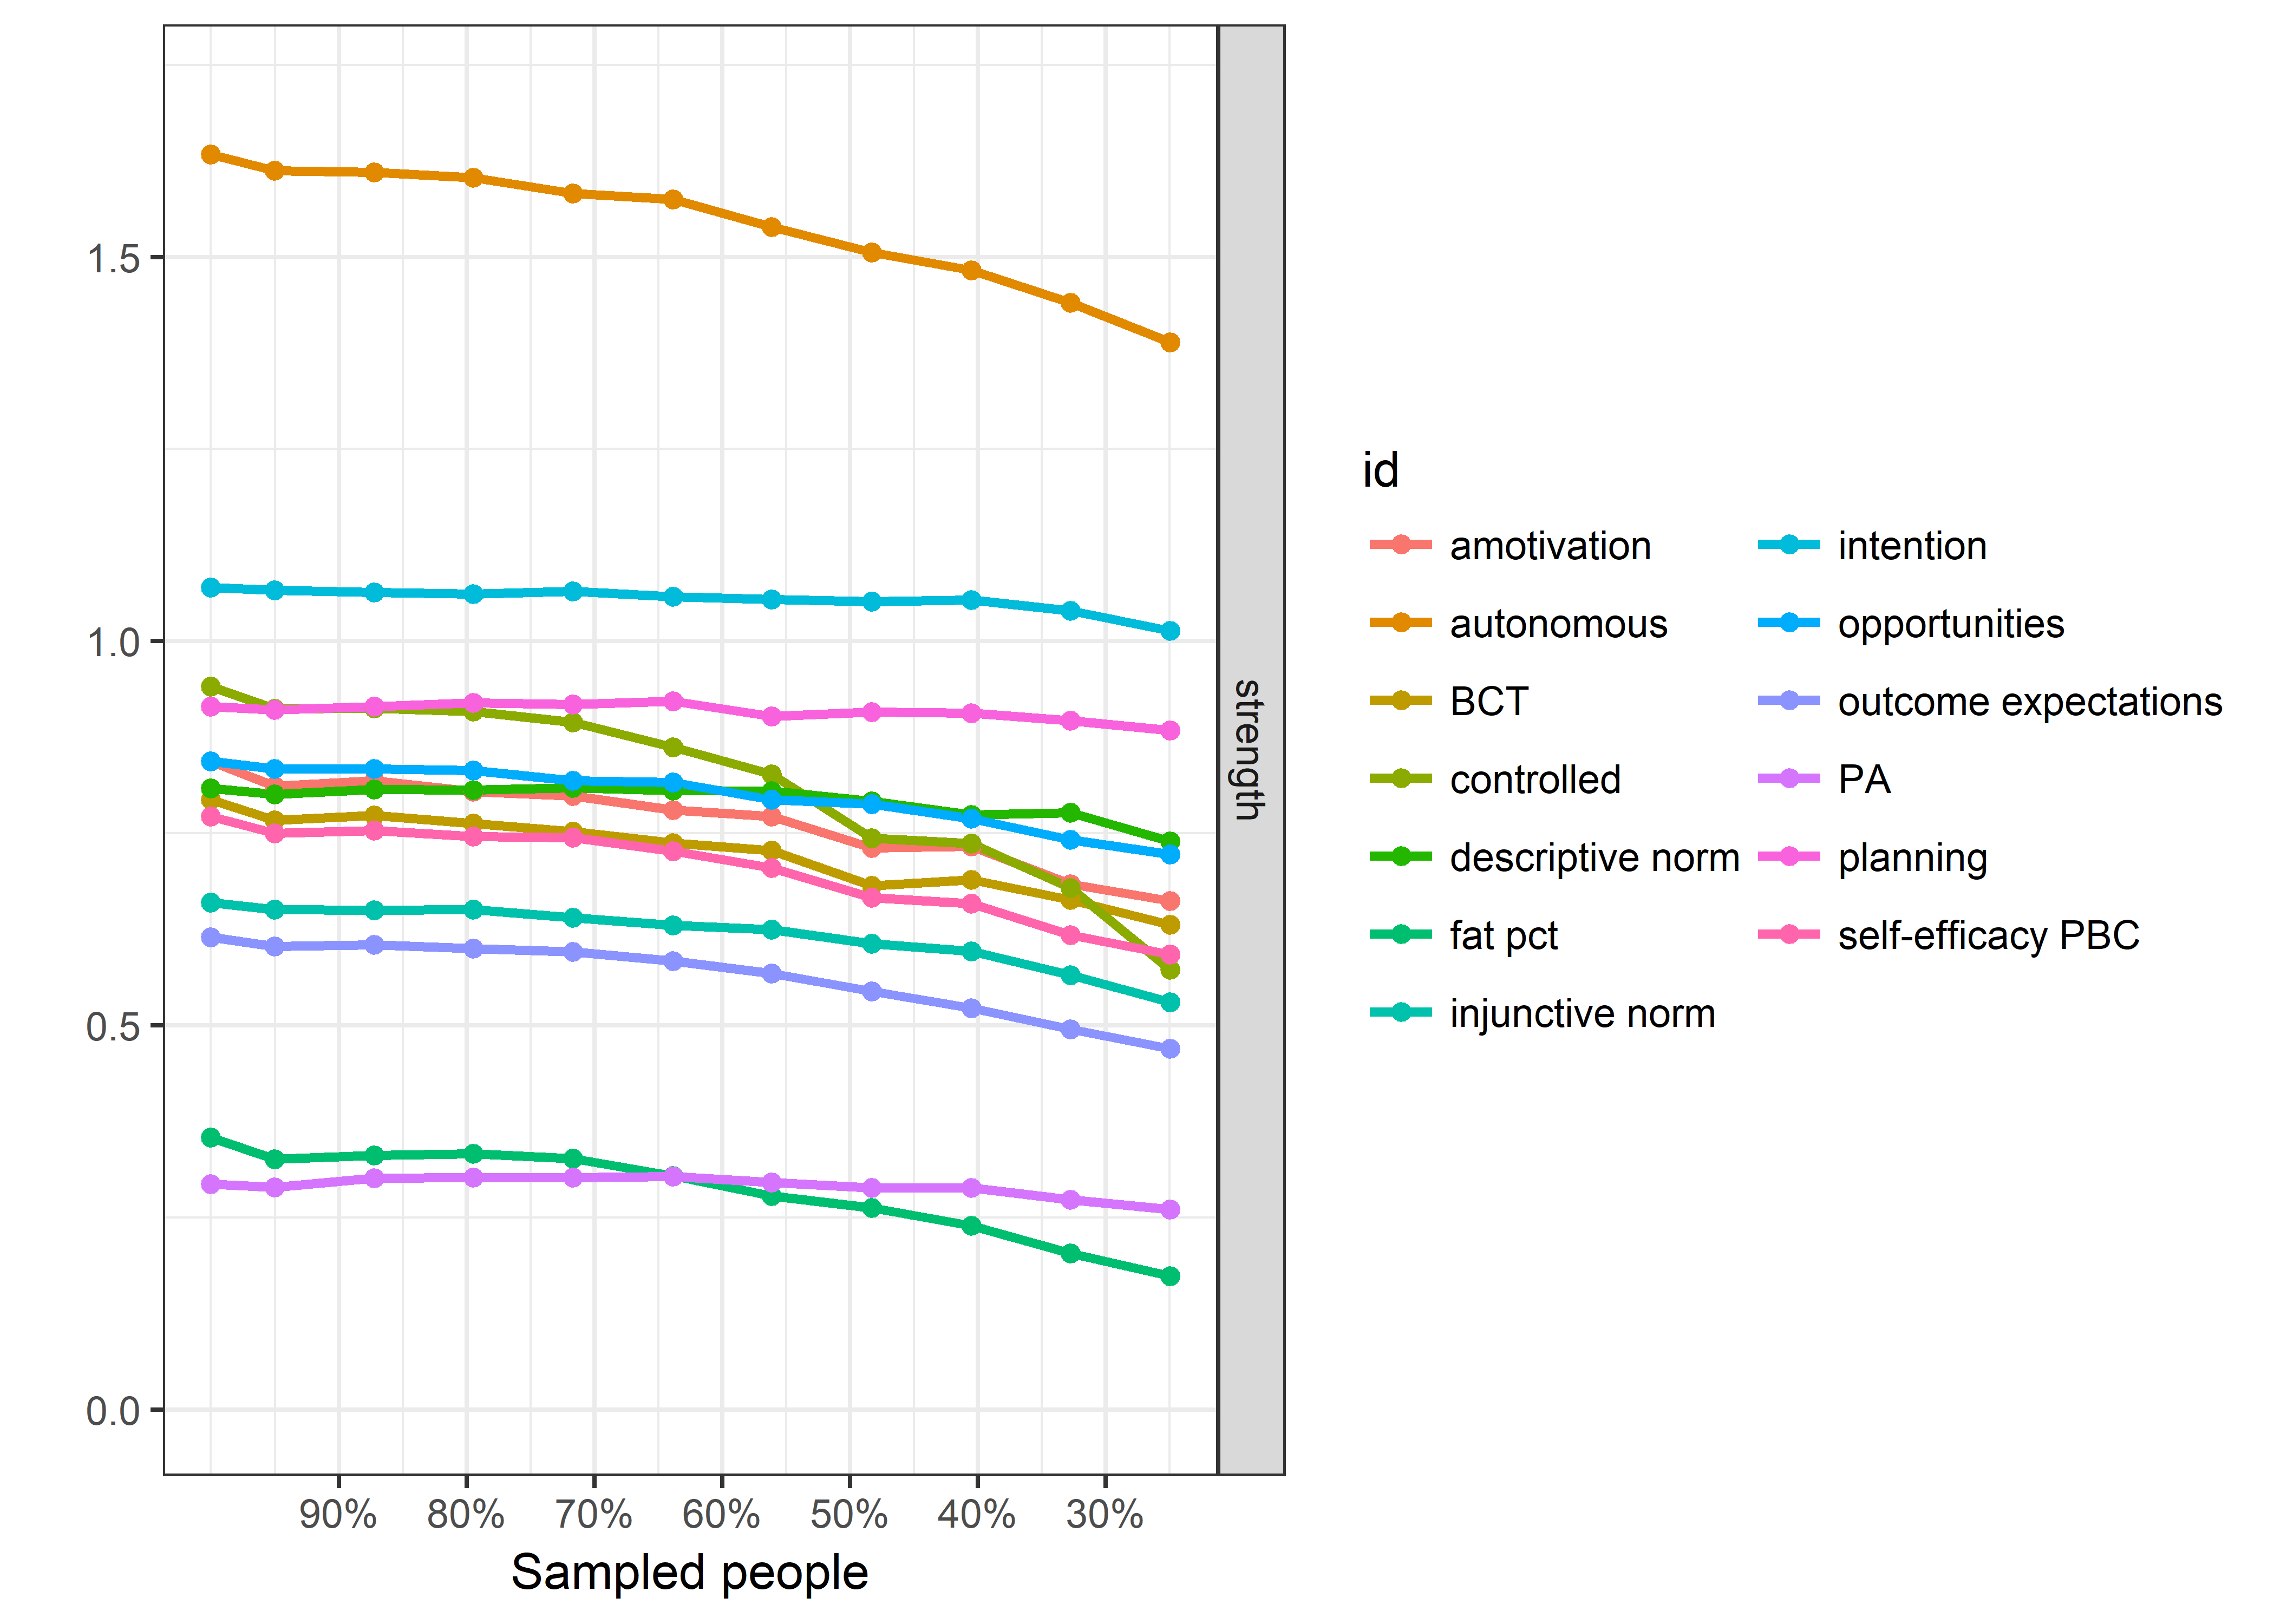 1.5
1.0
0.5
0.0
90% 80% 70% 60% 50% 40% 30%
Sampled people
strength
id
amotivation
autonomous
BCT
controlled
descriptive norm
fat pct
injunctive norm
intention
opportunities
outcome expectations
PA
planning
self-efficacy PBC